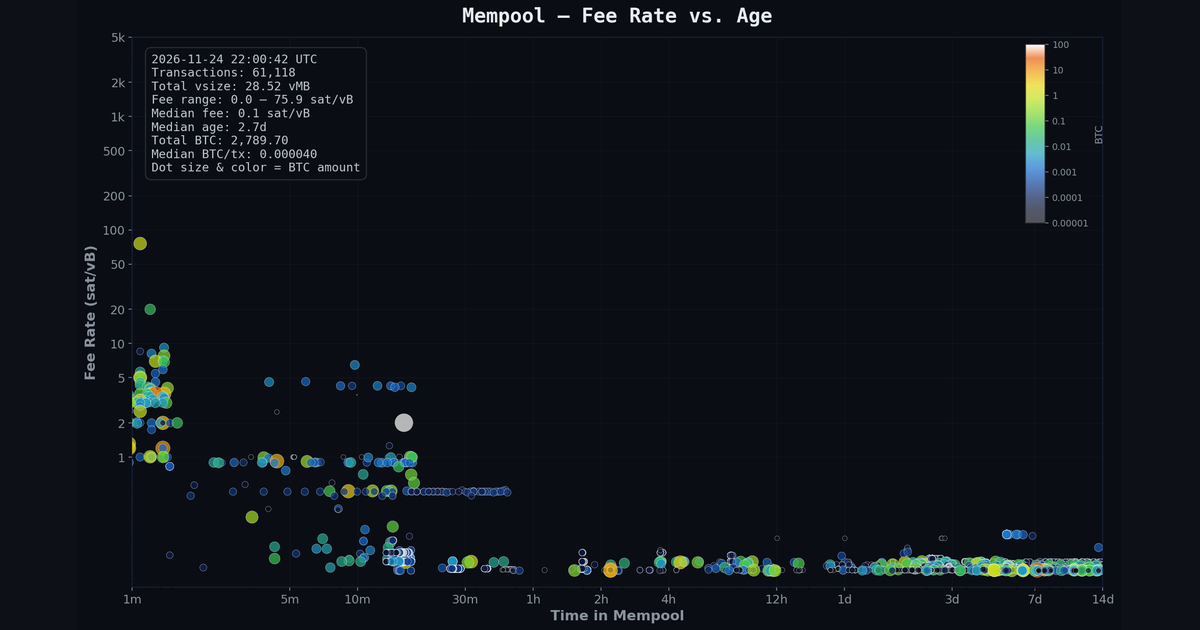 Mempool — Fee Rate vs. Age
2026-11-24 22:00:42 UTC
Transactions: 61,118
Total vsize: 28.52 vMB
Fee range: 0.0 — 75.9 sat/vB
Median fee: 0.1 sat/vB
Median age: 2.7d
Total BTC: 2,789.70
Median BTC/tx: 0.000040
Dot size & color = BTC amount
5k
2k
1k
500
200
100
50
20
10
5
2
1
Fee Rate (sat/vB)
100
10
1
0.1
0.01
0.001
0.0001
0.00001
BTC
1m
5m
10m
30m
1h
2h
4h
12h
1d
3d
7d
14d
Time in Mempool